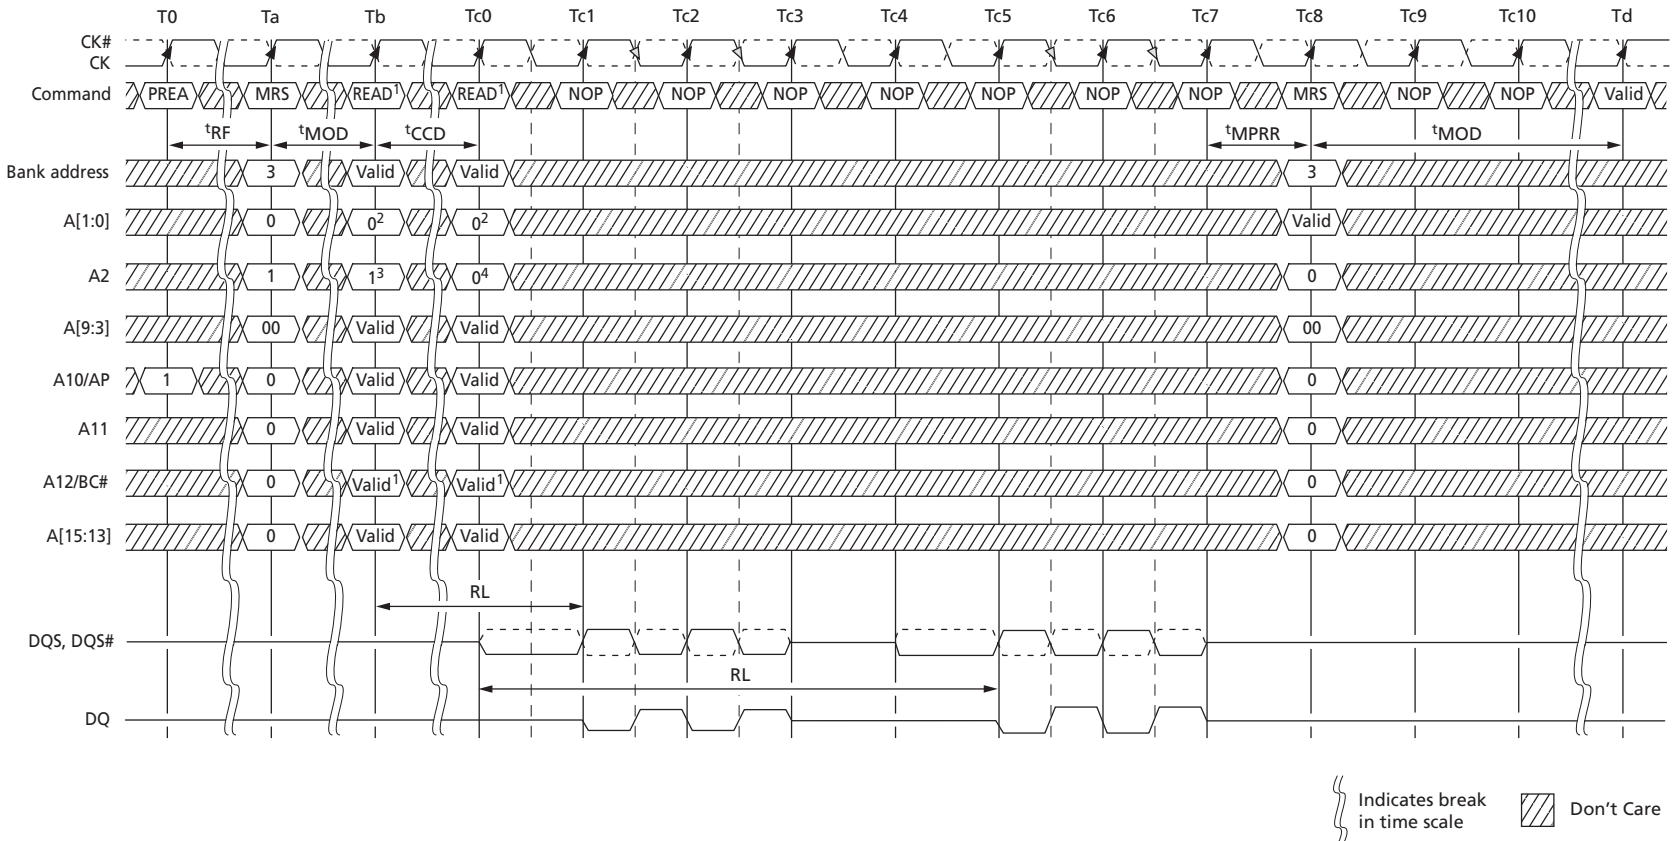 T0 Ta Tb Tc0 Tc1 Tc2 Tc3 Tc4 Tc5 Tc6 Tc7 Tc8 Tc9 Tc10 Td
CK#
CK
Command PREA MRS READ¹ READ¹ NOP NOP NOP NOP NOP NOP NOP MRS NOP NOP Valid
tRF tMOD tCCD tMPRR tMOD
Bank address 3 Valid Valid 3
A[1:0] 0 0² 0² Valid
A2 1 1³ 0⁴ 0
A[9:3] 00 Valid Valid 00
A10/AP 1 0 Valid Valid 0
A11 0 Valid Valid 0
A12/BC# 0 Valid¹ Valid¹ 0
A[15:13] 0 Valid Valid 0
RL
DQS, DQS#
RL
DQ
Indicates break
in time scale
Don't Care